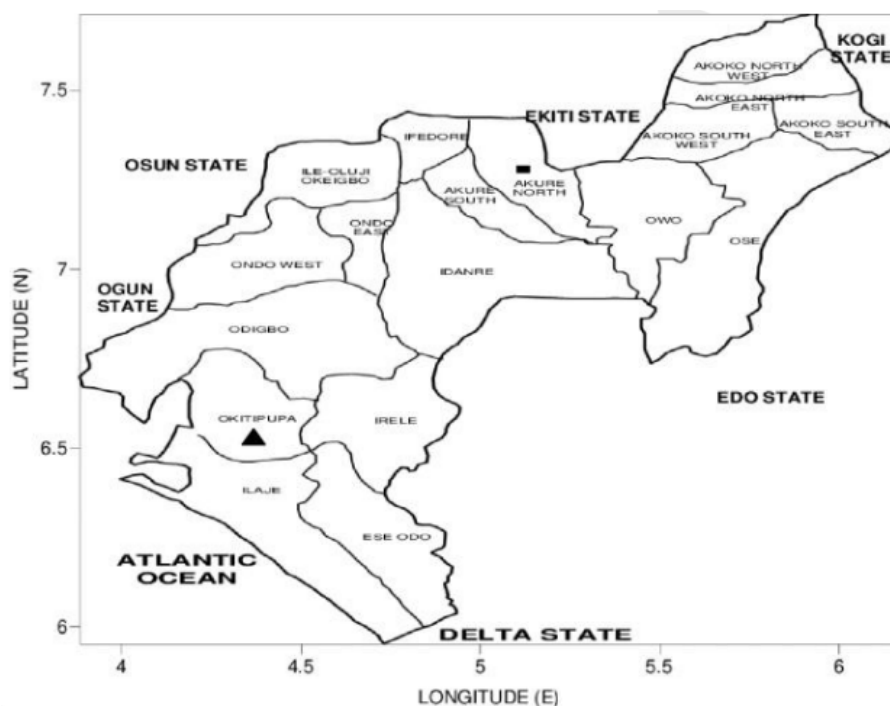 KOGI
STATE
7.5
AKOKO NORTH
WEST
AKOKO NORTH
EAST
EKITI STATE
AKOKO SOUTH
EAST
AKOKO SOUTH
WEST
IFEDORE
OSUN STATE
ILE-OLUJI
OKEIGBO
AKURE
SOUTH
AKURE
NORTH
ONDO
EAST
OWO
OSE
7
ONDO WEST
IDANRE
OGUN
STATE
LATITUDE (N)
ODIGBO
EDO STATE
OKITIPUPA
IRELE
6.5
ILAJE
ESE ODO
ATLANTIC
OCEAN
6
DELTA STATE
4
4.5
5
5.5
6
LONGITUDE (E)